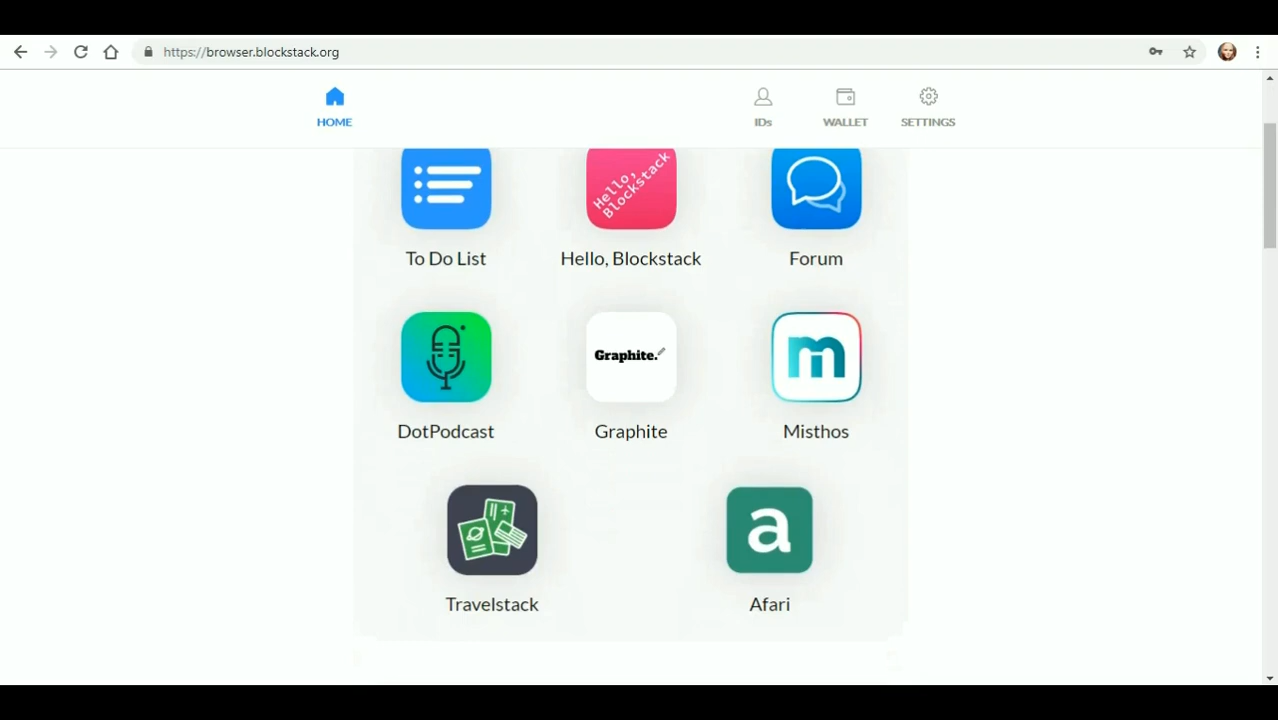 https://browser.blockstack.org
HOME
IDs
WALLET
SETTINGS
Hello,
Blockstack
To Do List
Hello, Blockstack
Forum
Graphite.
m
DotPodcast
Graphite
Misthos
a
Travelstack
Afari